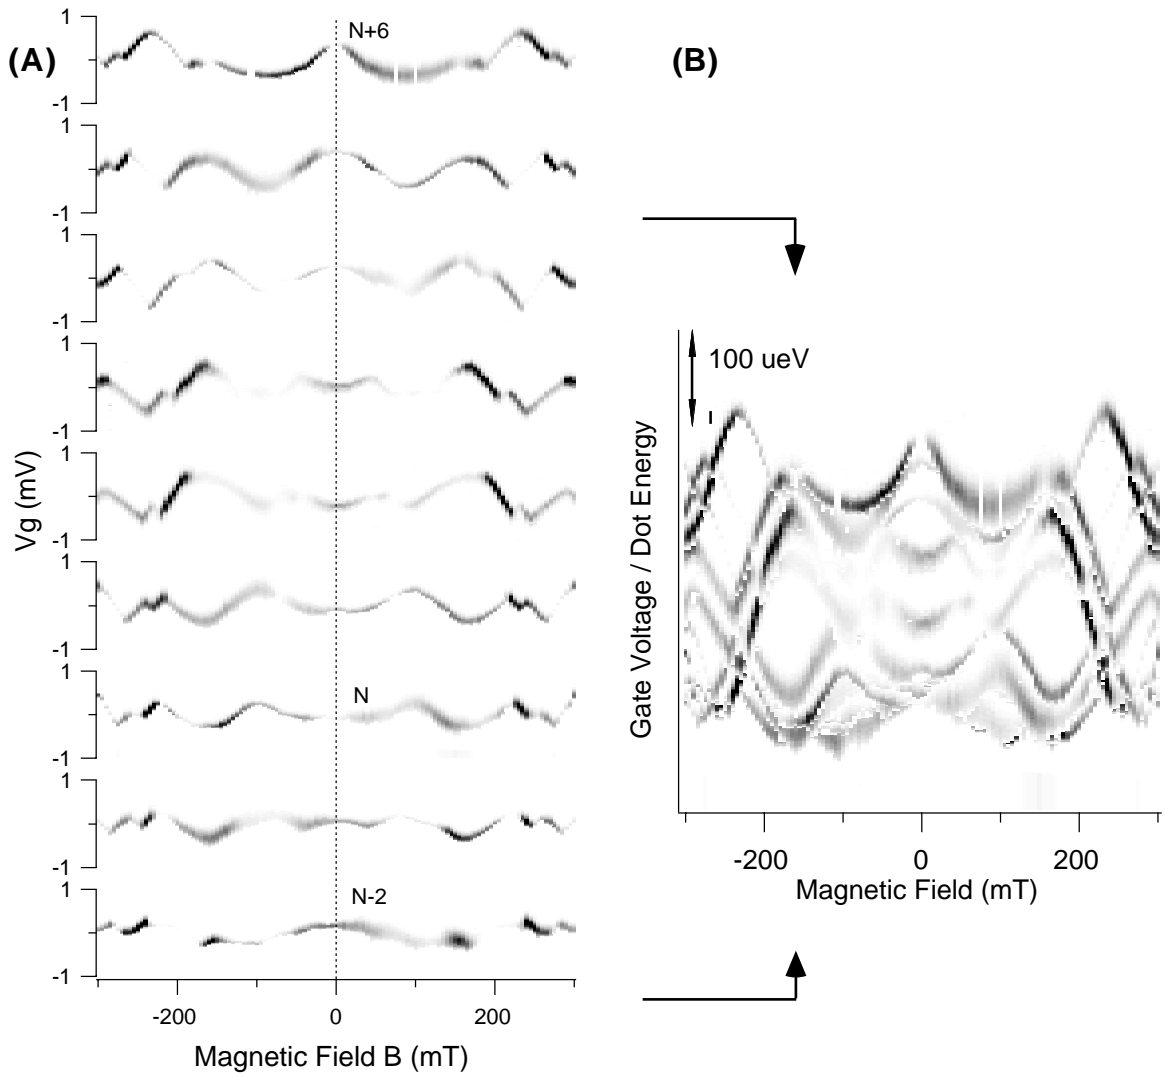 (A)
1
-1
N+6
1
-1
1
-1
1
-1
1
-1
1
-1
1
-1
N
1
-1
1
-1
N-2
Vg (mV)
-200 0 200
Magnetic Field B (mT)
(B)
100 ueV
Gate Voltage / Dot Energy
-200 0 200
Magnetic Field (mT)